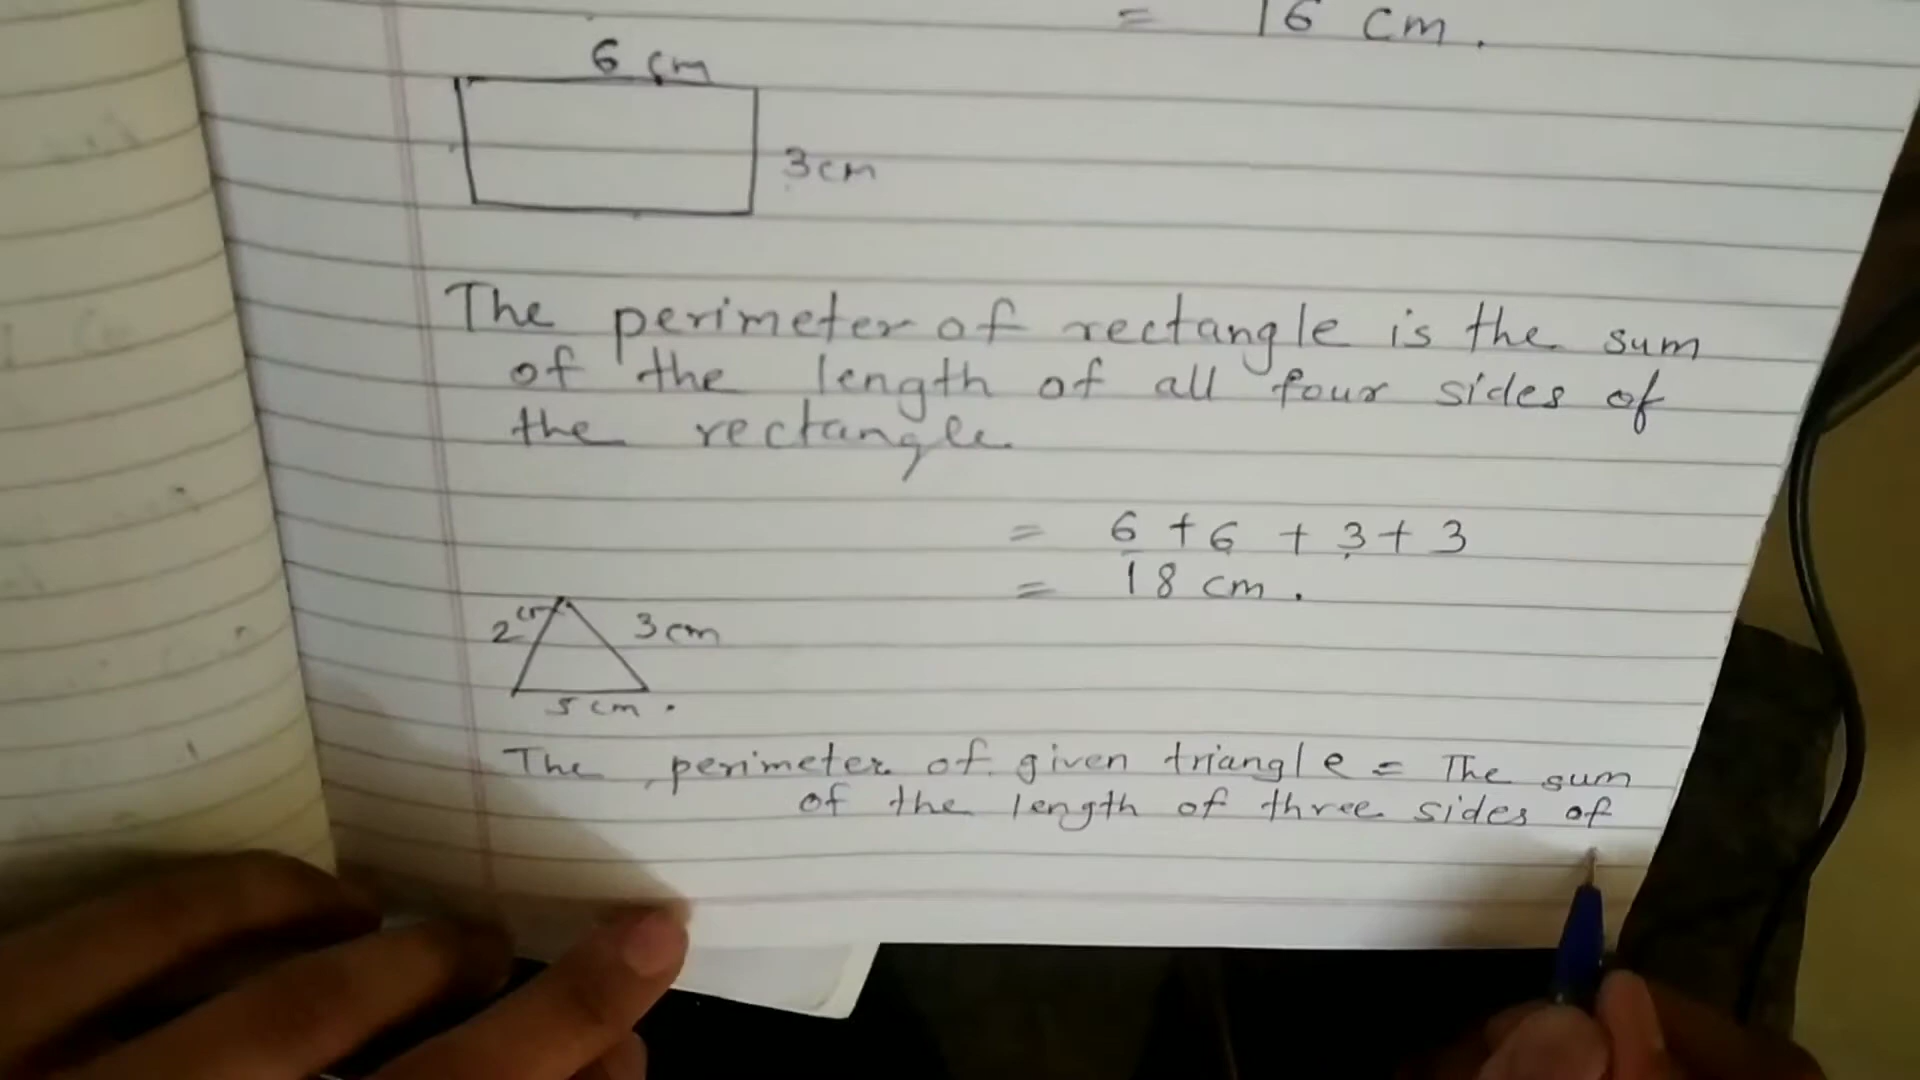 = 16 cm.
6 cm
3cm
The perimeter of rectangle is the sum
of the length of all four sides of
the rectangle.
= 6 + 6 + 3 + 3
= 18 cm.
2cm 3cm
5 cm.
The perimeter of given triangle = The sum
of the length of three sides of